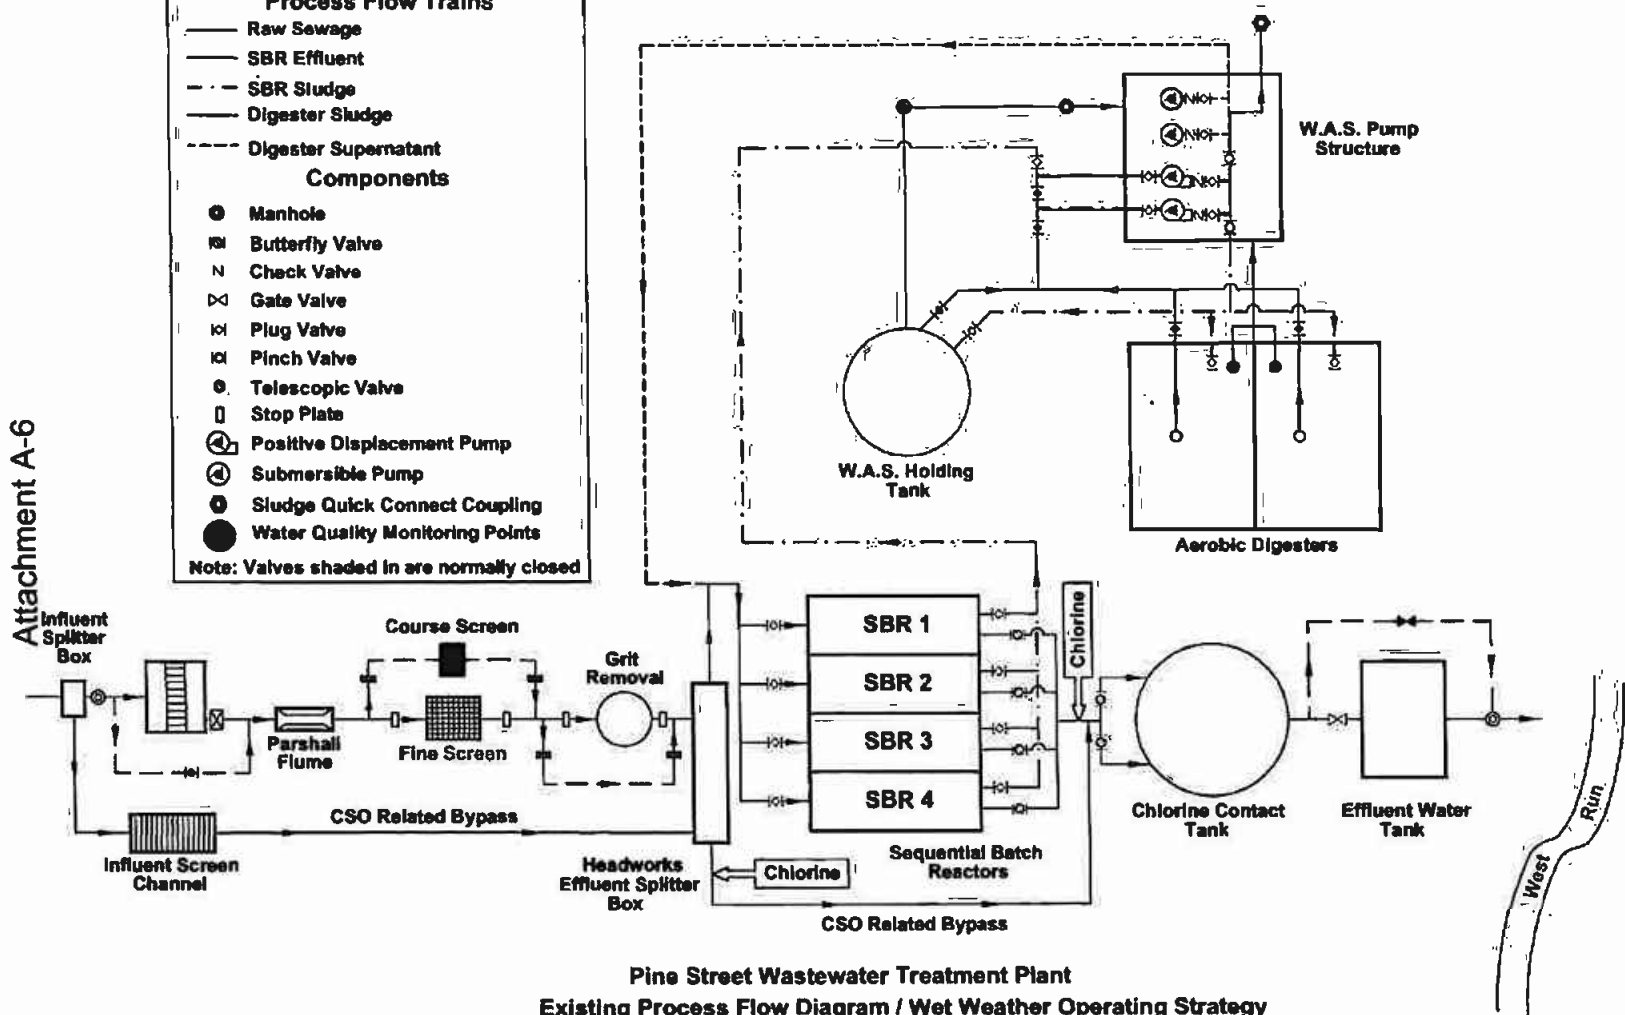 Process Flow Trains
Raw Sewage
SBR Effluent
SBR Sludge
Digester Sludge
Digester Supernatant
Components
Manhole
Butterfly Valve
Check Valve
Gate Valve
Plug Valve
Pinch Valve
Telescopic Valve
Stop Plate
Positive Displacement Pump
Submersible Pump
Sludge Quick Connect Coupling
Water Quality Monitoring Points
Note: Valves shaded in are normally closed
Attachment A-6
W.A.S. Pump
Structure
W.A.S. Holding
Tank
Aerobic Digesters
Influent
Splitter
Box
Course Screen
Grit
Removal
Parshall
Flume
Fine Screen
CSO Related Bypass
Influent Screen
Channel
Headworks
Effluent Splitter
Box
Chlorine
SBR 1
SBR 2
SBR 3
SBR 4
Sequential Batch
Reactors
Chlorine
CSO Related Bypass
Chlorine Contact
Tank
Effluent Water
Tank
West Run
Pine Street Wastewater Treatment Plant
Existing Process Flow Diagram / Wet Weather Operating Strategy